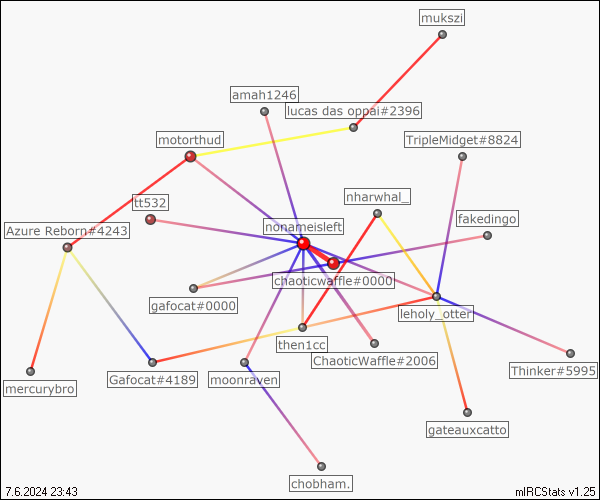 mukszi
amah1246
lucas das oppai#2396
motorthud
TripleMidget#8824
nharwhal_
tt532
fakedingo
nonameisleft
Azure Reborn#4243
chaoticwaffle#0000
gafocat#0000
leholy_otter
then1cc
ChaoticWaffle#2006
Thinker#5995
Gafocat#4189
moonraven
mercurybro
gateauxcatto
chobham.
7.6.2024 23:43
mIRCStats v1.25